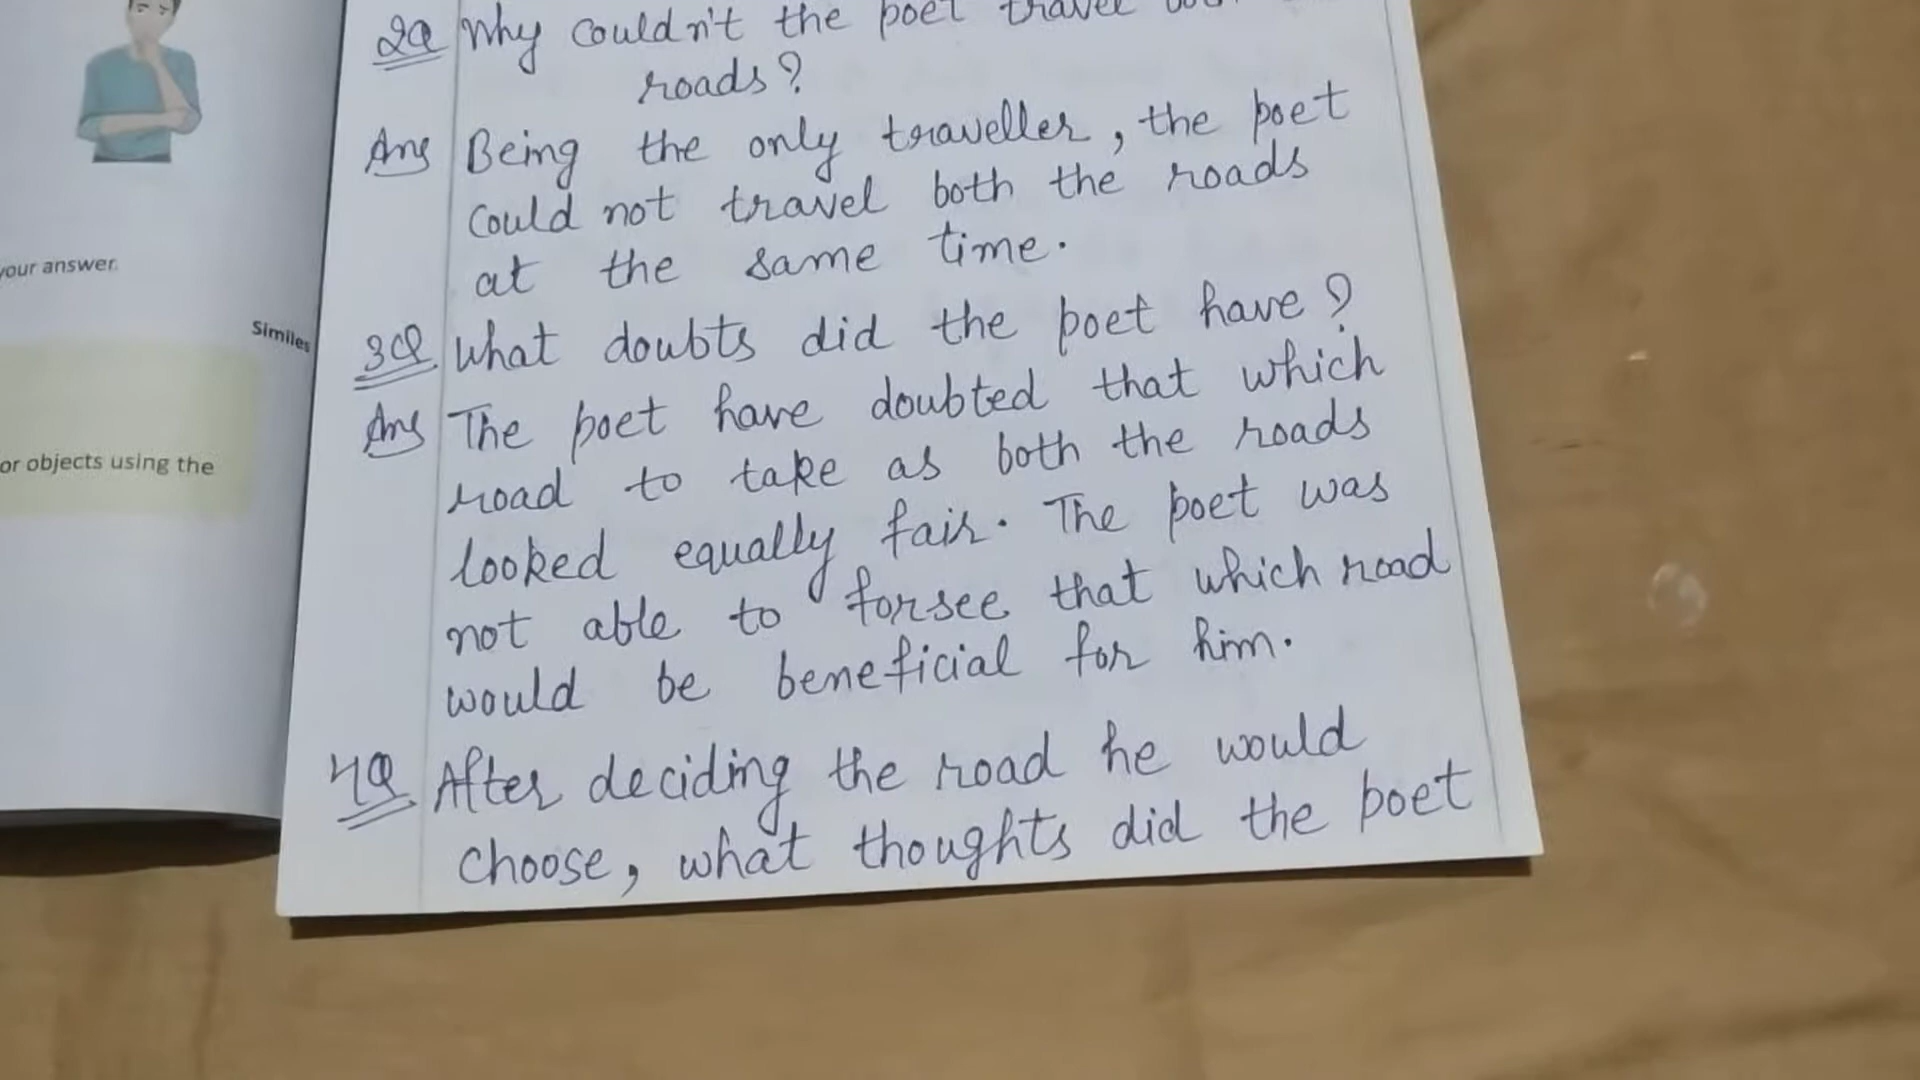 2Q Why couldn't the poet travel
roads?
Ans Being the only traveller, the poet
could not travel both the roads
at the same time.
3Q What doubts did the poet have?
Ans The poet have doubted that which
road to take as both the roads
looked equally fair. The poet was
not able to forsee that which road
would be beneficial for him.
4Q After deciding the road he would
choose, what thoughts did the poet
your answer.
Similes
or objects using the